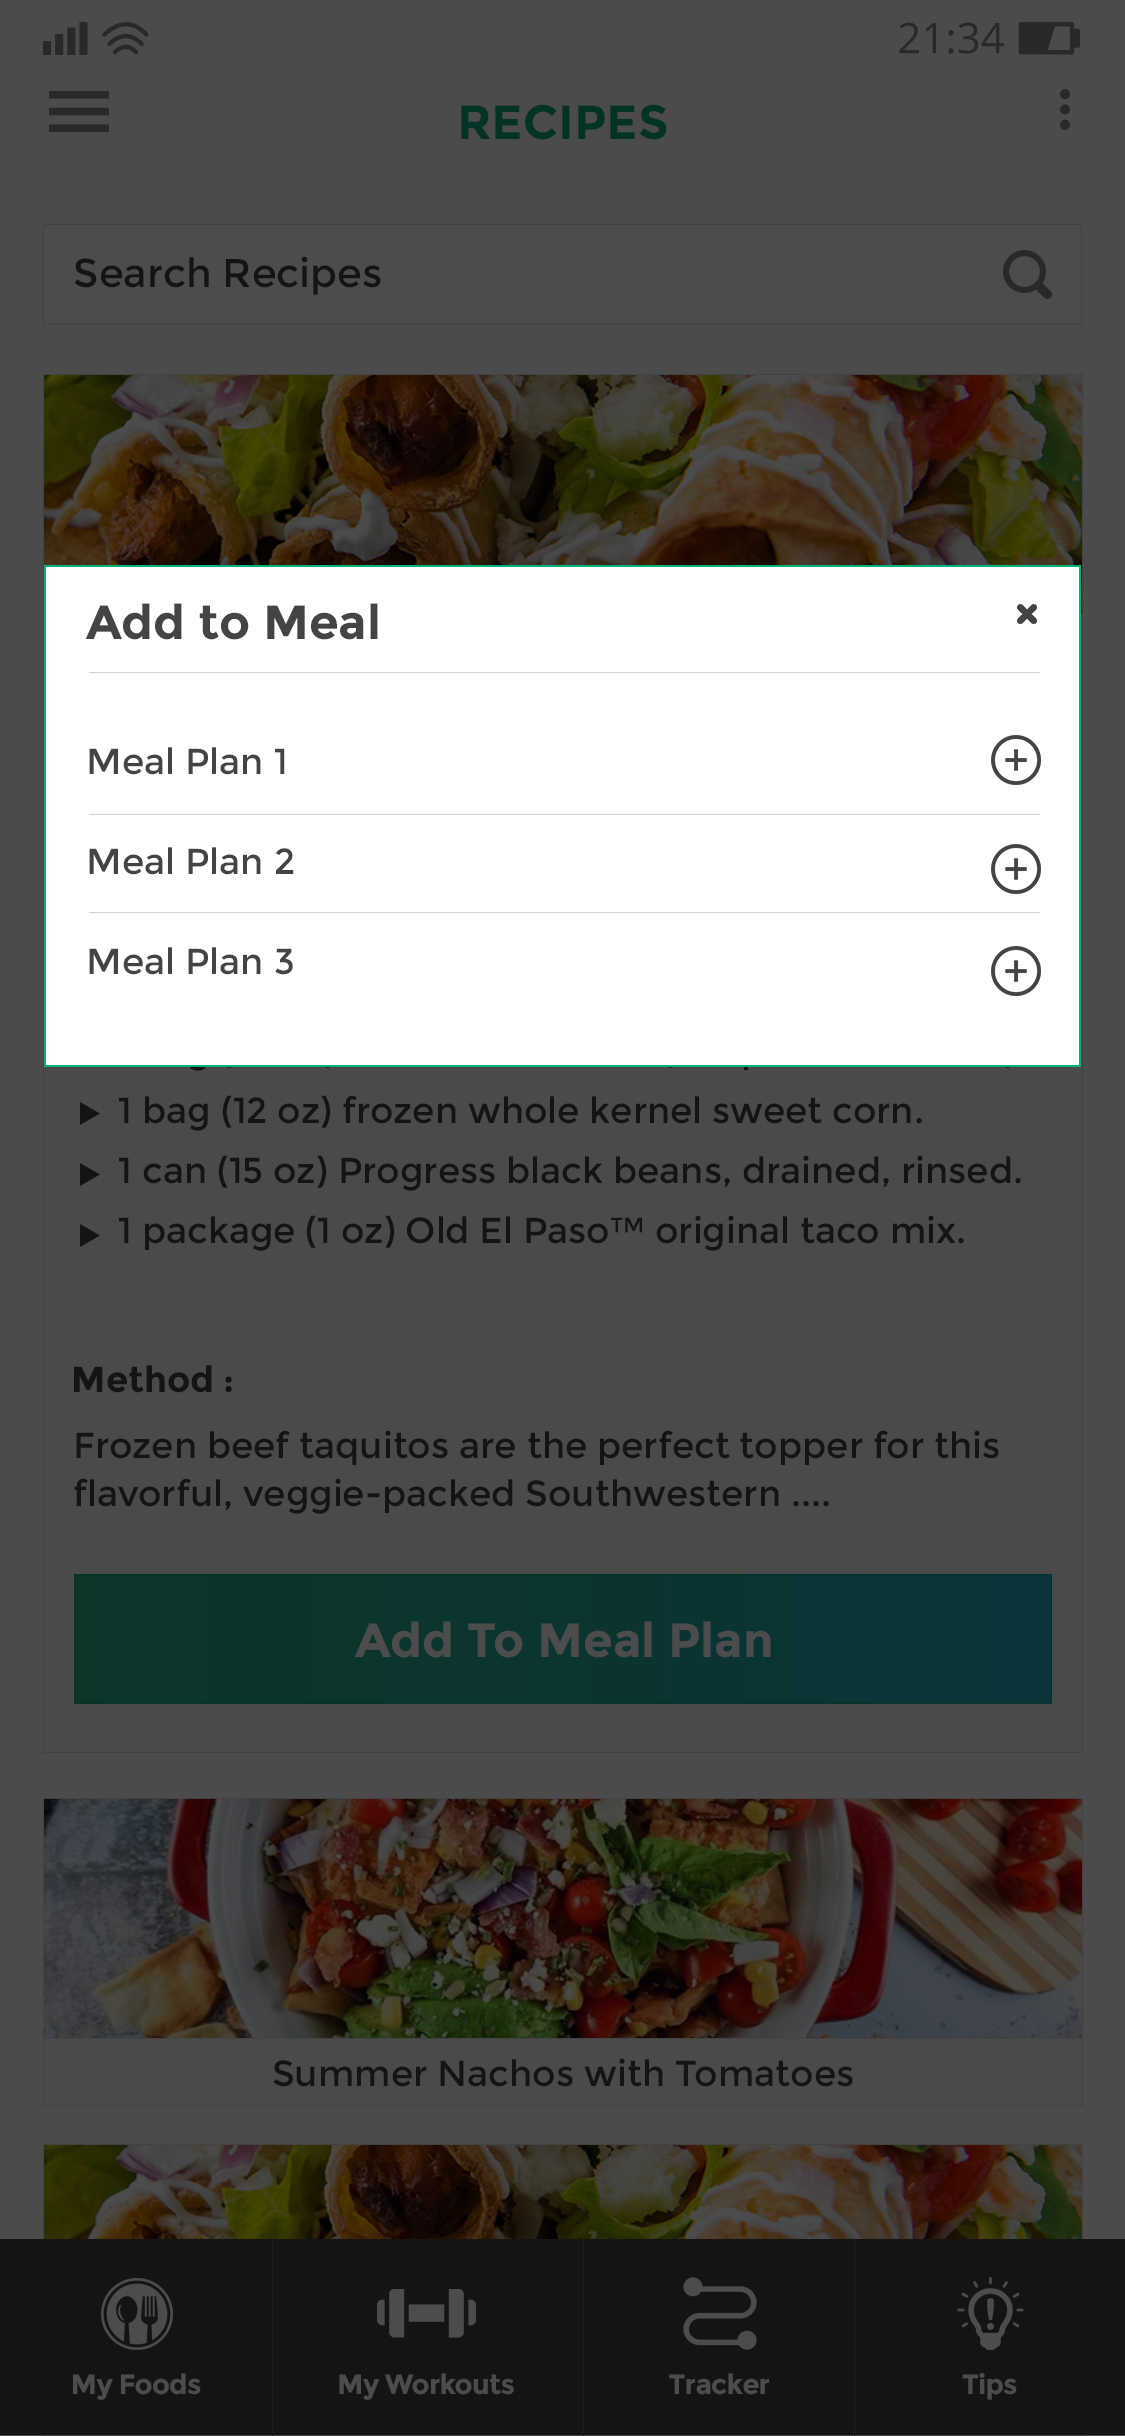 21:34
RECIPES
Search Recipes
Add to Meal
Meal Plan 1
Meal Plan 2
Meal Plan 3
1 bag (12 oz) frozen whole kernel sweet corn.
1 can (15 oz) Progress black beans, drained, rinsed.
1 package (1 oz) Old El Paso™ original taco mix.
Method :
Frozen beef taquitos are the perfect topper for this
flavorful, veggie-packed Southwestern ....
Add To Meal Plan
Summer Nachos with Tomatoes
My Foods
My Workouts
Tracker
Tips